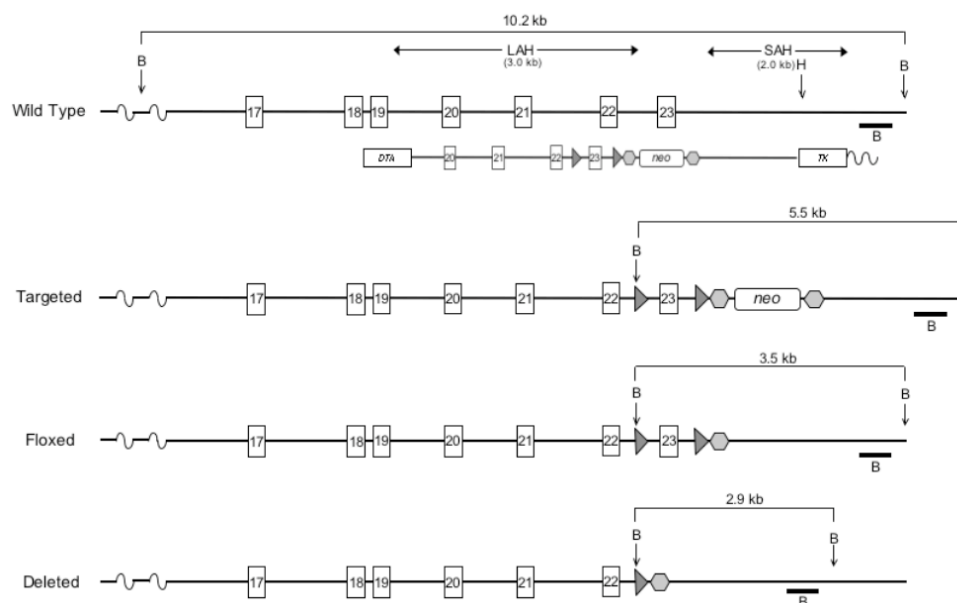 10.2 kb
LAH
(3.0 kb)
SAH
(2.0 kb)
B
H
B
Wild Type
17
18
19
20
21
22
23
B
DTA
20
21
22
23
neo
TK
5.5 kb
B
Targeted
17
18
19
20
21
22
23
neo
B
3.5 kb
B
B
Floxed
17
18
19
20
21
22
23
B
2.9 kb
B
B
Deleted
17
18
19
20
21
22
B